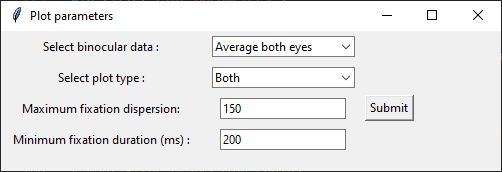 Plot parameters
Select binocular data : Average both eyes
Select plot type : Both
Maximum fixation dispersion: 150 Submit
Minimum fixation duration (ms) : 200